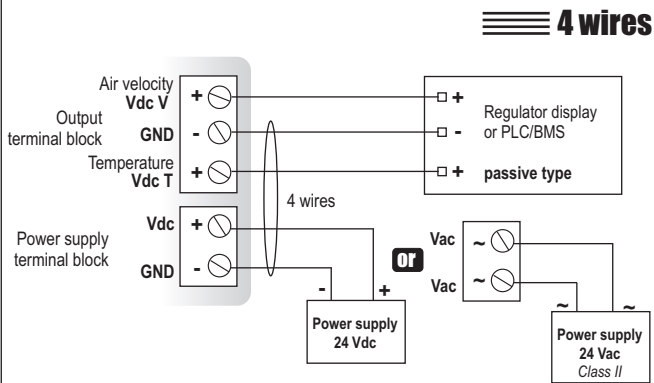 4 wires
Air velocity
Vdc V
+
Output
terminal block
GND
-
Temperature
Vdc T
+
+
-
+
Regulator display
or PLC/BMS
passive type
4 wires
Power supply
terminal block
Vdc
+
GND
-
- +
Power supply
24 Vdc
or
Vac ~
Vac ~
~ ~
Power supply
24 Vac
Class II